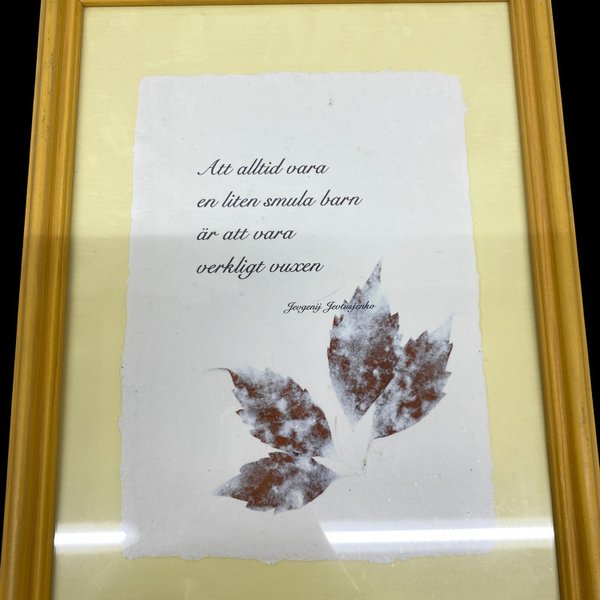 Att alltid vara
en liten smula barn
är att vara
verkligt vuxen
Jevgenij Jevtusjenko